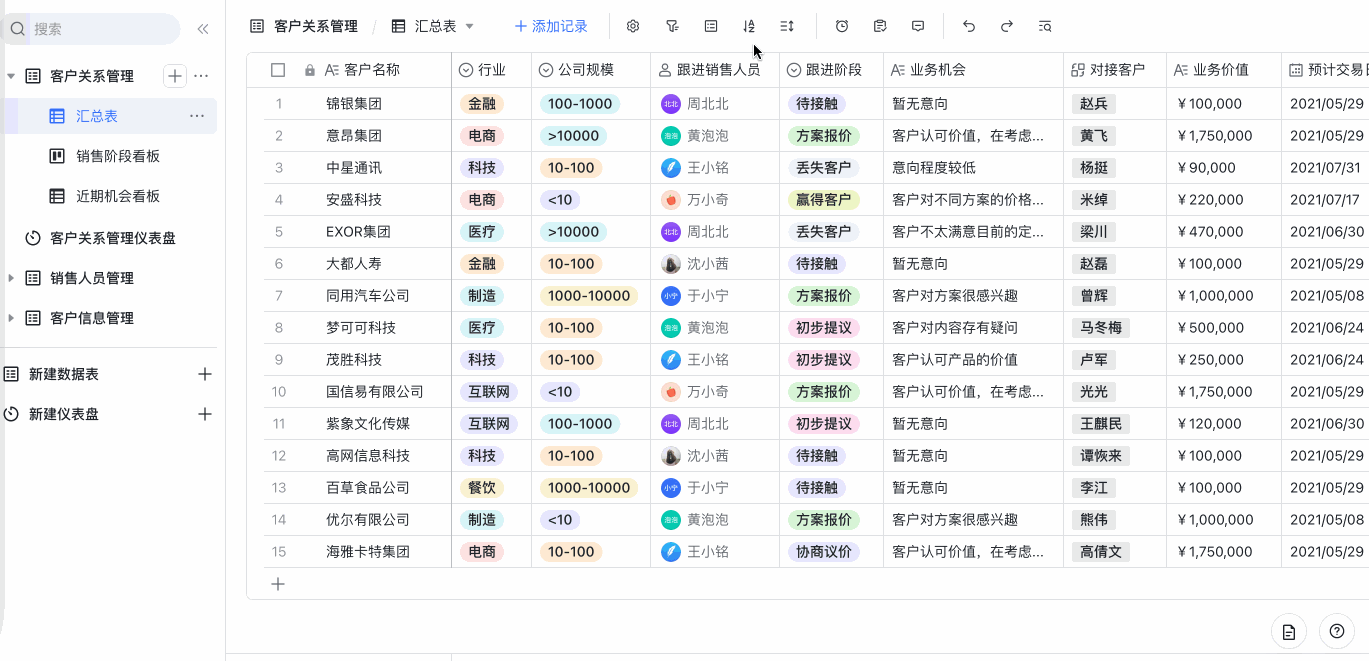 搜索
客户关系管理
汇总表
销售阶段看板
近期机会看板
客户关系管理仪表盘
销售人员管理
客户信息管理
新建数据表
新建仪表盘
客户关系管理 / 汇总表 添加记录
客户名称 行业 公司规模 跟进销售人员 跟进阶段 业务机会 对接客户 业务价值 预计交易
1 锦银集团 金融 100-1000 北北 周北北 待接触 暂无意向 赵兵 ¥100,000 2021/05/29
2 意昂集团 电商 >10000 泡泡 黄泡泡 方案报价 客户认可价值，在考虑... 黄飞 ¥1,750,000 2021/05/29
3 中星通讯 科技 10-100 王小铭 丢失客户 意向程度较低 杨挺 ¥90,000 2021/07/31
4 安盛科技 电商 <10 万小奇 赢得客户 客户对不同方案的价格... 米绰 ¥220,000 2021/07/17
5 EXOR集团 医疗 >10000 北北 周北北 丢失客户 客户不太满意目前的定... 梁川 ¥470,000 2021/06/30
6 大都人寿 金融 10-100 沈小茜 待接触 暂无意向 赵磊 ¥100,000 2021/05/29
7 同用汽车公司 制造 1000-10000 小宁 于小宁 方案报价 客户对方案很感兴趣 曾辉 ¥1,000,000 2021/05/08
8 梦可可科技 医疗 10-100 泡泡 黄泡泡 初步提议 客户对内容存有疑问 马冬梅 ¥500,000 2021/06/24
9 茂胜科技 科技 10-100 王小铭 初步提议 客户认可产品的价值 卢军 ¥250,000 2021/06/24
10 国信易有限公司 互联网 <10 万小奇 方案报价 客户认可价值，在考虑... 光光 ¥1,750,000 2021/05/29
11 紫象文化传媒 互联网 100-1000 北北 周北北 初步提议 暂无意向 王麒民 ¥120,000 2021/06/30
12 高网信息科技 科技 10-100 沈小茜 待接触 暂无意向 谭恢来 ¥100,000 2021/05/29
13 百草食品公司 餐饮 1000-10000 小宁 于小宁 待接触 暂无意向 李江 ¥100,000 2021/05/29
14 优尔有限公司 制造 <10 泡泡 黄泡泡 方案报价 客户对方案很感兴趣 熊伟 ¥1,000,000 2021/05/08
15 海雅卡特集团 电商 10-100 王小铭 协商议价 客户认可价值，在考虑... 高倩文 ¥1,750,000 2021/05/29